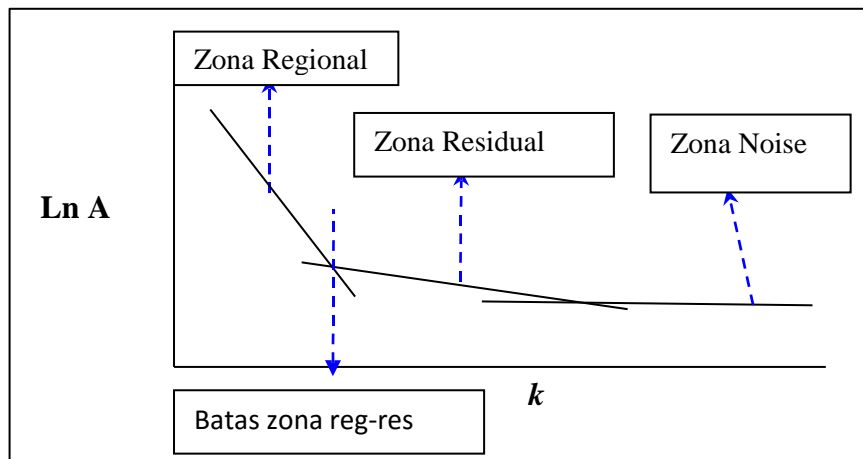 Zona Regional
Zona Residual
Zona Noise
Ln A
k
Batas zona reg-res